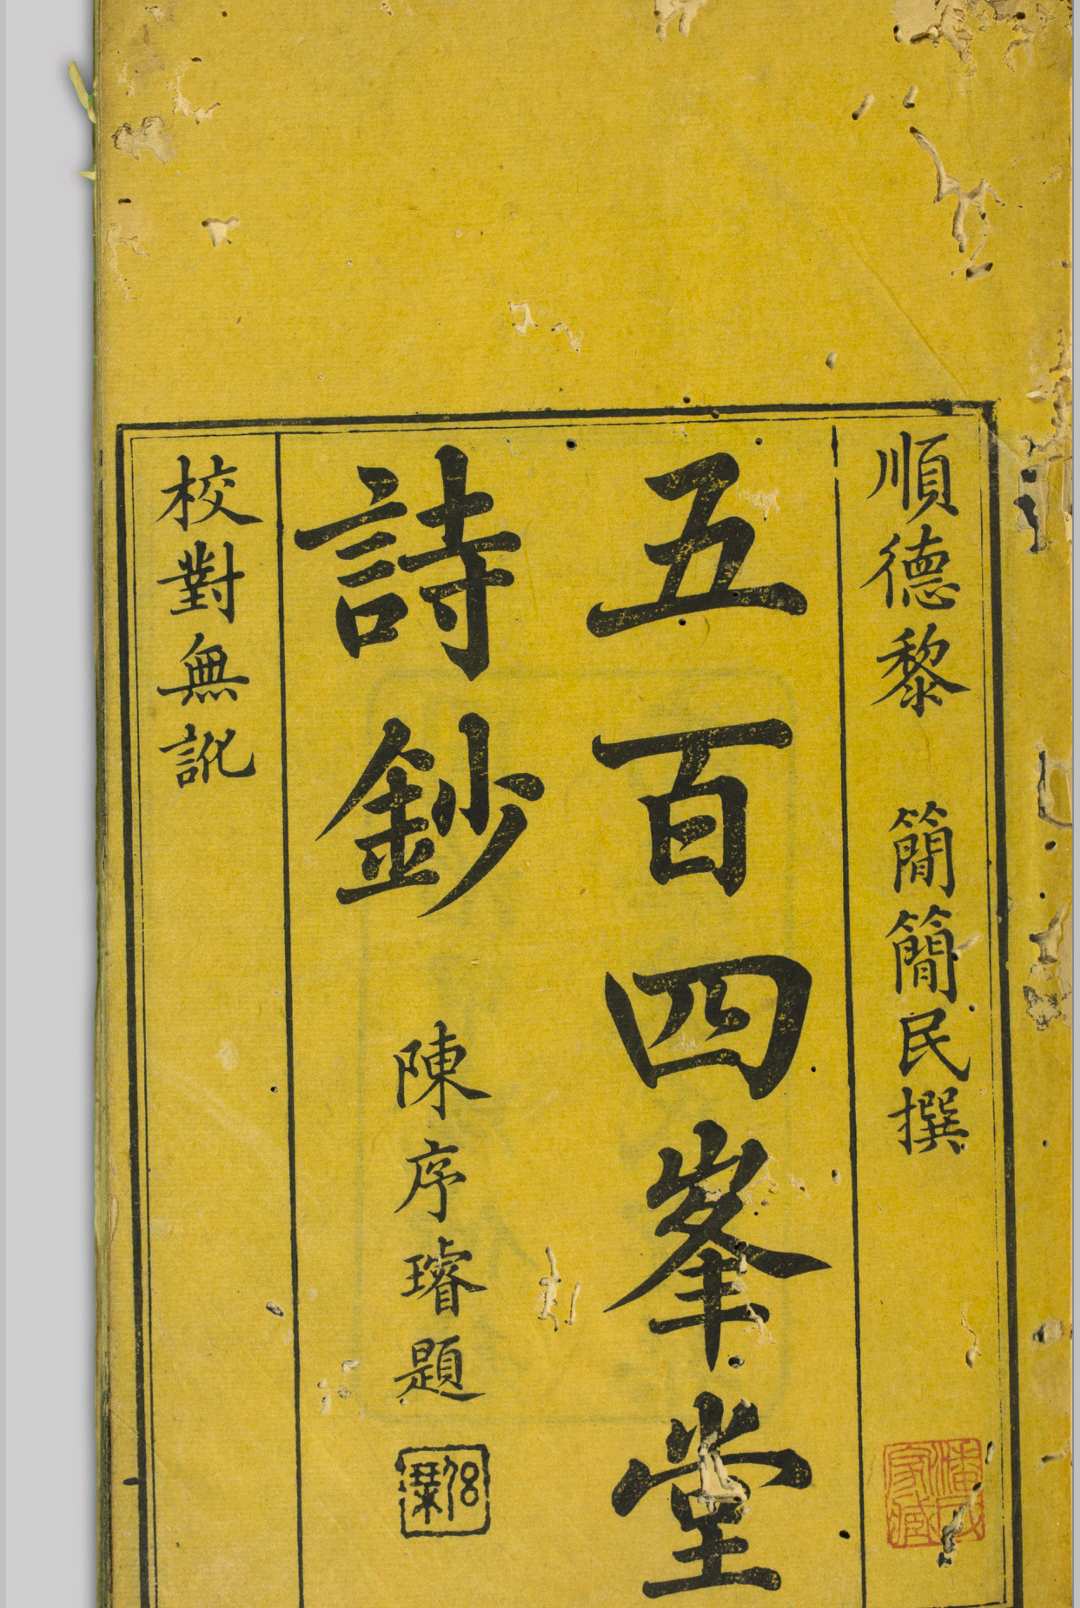 順德黎 簡簡民撰
五百四峯堂
詩鈔
陳序璿題
校對無訛